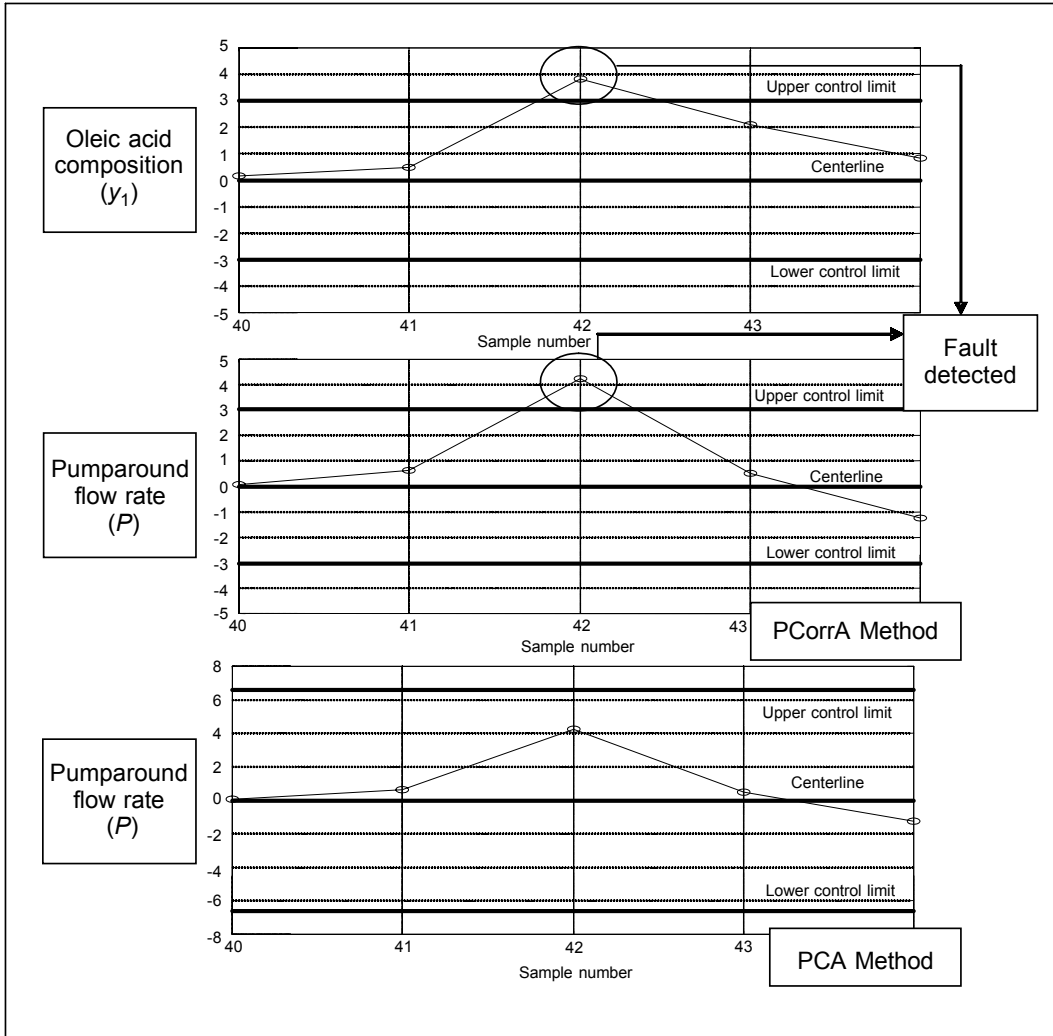 5
4
3
2
1
0
-1
-2
-3
-4
-5
Oleic acid
composition
(y1)
Upper control limit
Centerline
Lower control limit
40
41
42
43
Sample number
Fault
detected
5
4
3
2
1
0
-1
-2
-3
-4
-5
Pumparound
flow rate
(P)
Upper control limit
Centerline
Lower control limit
40
41
42
43
Sample number
PCorrA Method
8
6
4
2
0
-2
-4
-6
-8
Pumparound
flow rate
(P)
Upper control limit
Centerline
Lower control limit
40
41
42
43
Sample number
PCA Method